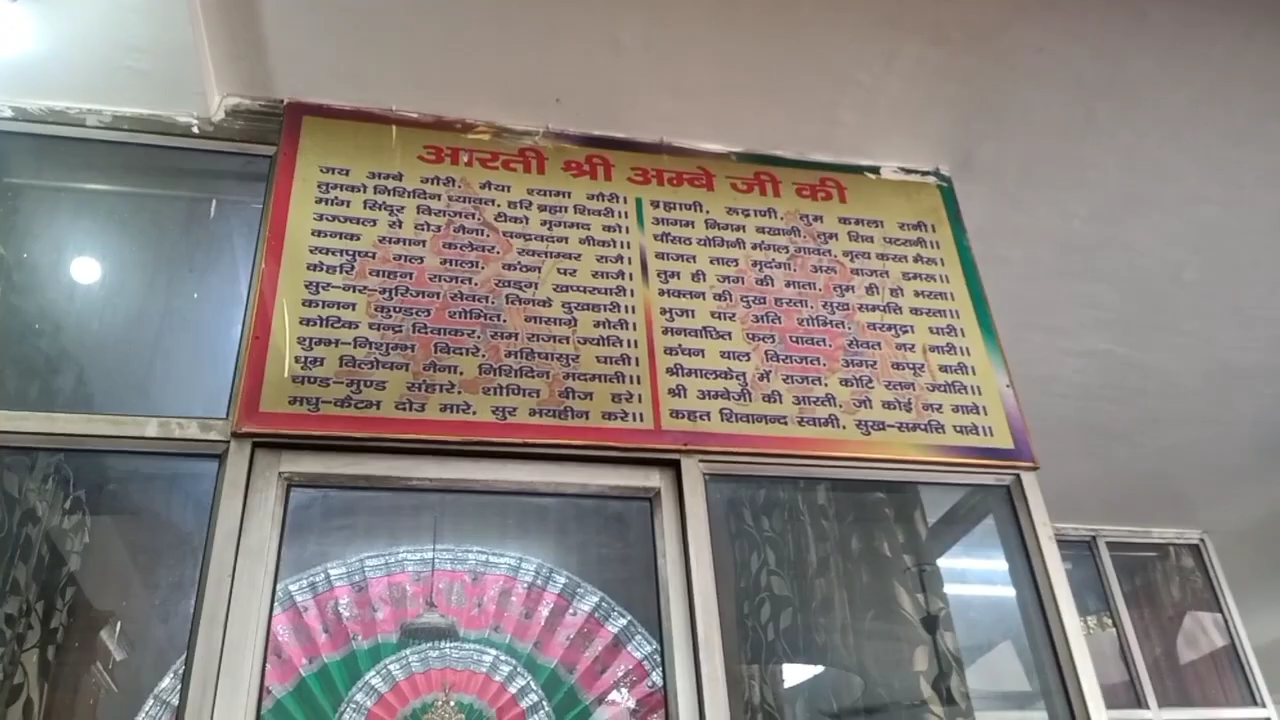 आरती श्री अम्बे जी की
जय अम्बे गौरी, मैया श्यामा गौरी।
तुमको निशिदिन ध्यावत, हरि ब्रह्मा शिवरी।।
मांग सिंदूर विराजत, टीको मृगमद को।
उज्ज्वल से दोउ नैना, चन्द्रवदन नीको।।
कनक समान कलेवर, रक्ताम्बर राजै।
रक्तपुष्प गल माला, कंठन पर साजै।
केहरि वाहन राजत, खड्ग खप्परधारी।
सुर-नर-मुरिजन सेवत, तिनके दुखहारी।।
कानन कुण्डल शोभित, नासाग्रे मोती।
कोटिक चन्द्र दिवाकर, सम राजत ज्योति।।
शुम्भ-निशुम्भ बिदारे, महिषासुर घाती।
धूम्र विलोचन नैना, निशिदिन मदमाती।।
चण्ड-मुण्ड संहारे, शोणित बीज हरे।
मधु-कैटभ दोउ मारे, सुर भयहीन करे।।
ब्रह्माणी, रूद्राणी, तुम कमला रानी।
आगम निगम बखानी, तुम शिव पटरानी।।
चौंसठ योगिनी मंगल गावत, नृत्य करत भैरू।
बाजत ताल मृदंगा, अरू बाजत डमरू।।
तुम ही जग की माता, तुम ही हो भरता।
भक्तन की दुख हरता, सुख सम्पत्ति करता।।
भुजा चार अति शोभित, वरमुद्रा धारी।
मनवांछित फल पावत, सेवत नर नारी।।
कंचन थाल विराजत, अगर कपूर बाती।
श्रीमालकेतु में राजत, कोटि रतन ज्योति।।
श्री अम्बेजी की आरती, जो कोई नर गावे।
कहत शिवानन्द स्वामी, सुख-सम्पत्ति पावे।।